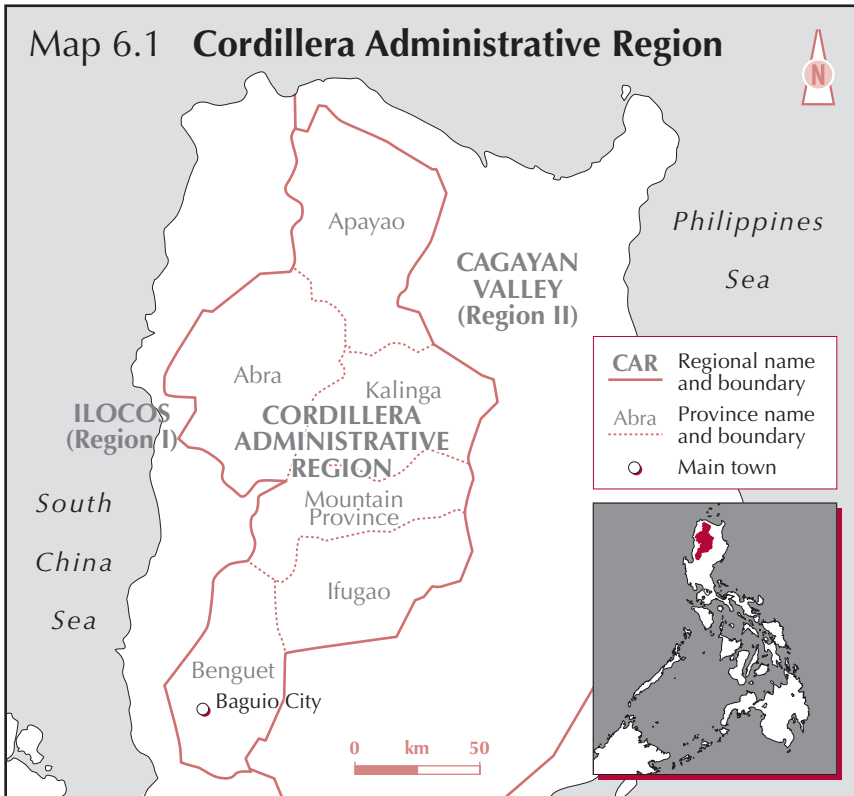 Map 6.1 Cordillera Administrative Region
N
Apayao
Philippines
Sea
CAGAYAN
VALLEY
(Region II)
CAR Regional name
and boundary
Abra Province name
and boundary
Main town
Abra
Kalinga
ILOCOS
(Region I)
CORDILLERA
ADMINISTRATIVE
REGION
Mountain
Province
South
China
Sea
Ifugao
Benguet
Baguio City
0 km 50